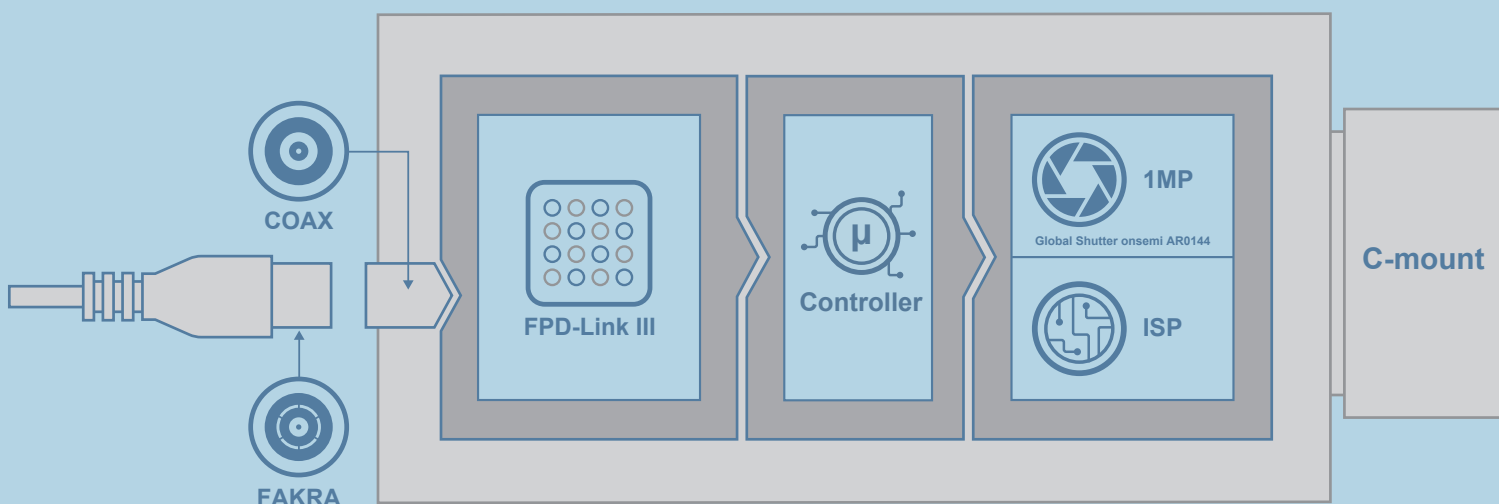 COAX
FAKRA
FPD-Link III
µ
Controller
1MP
Global Shutter onsemi AR0144
ISP
C-mount